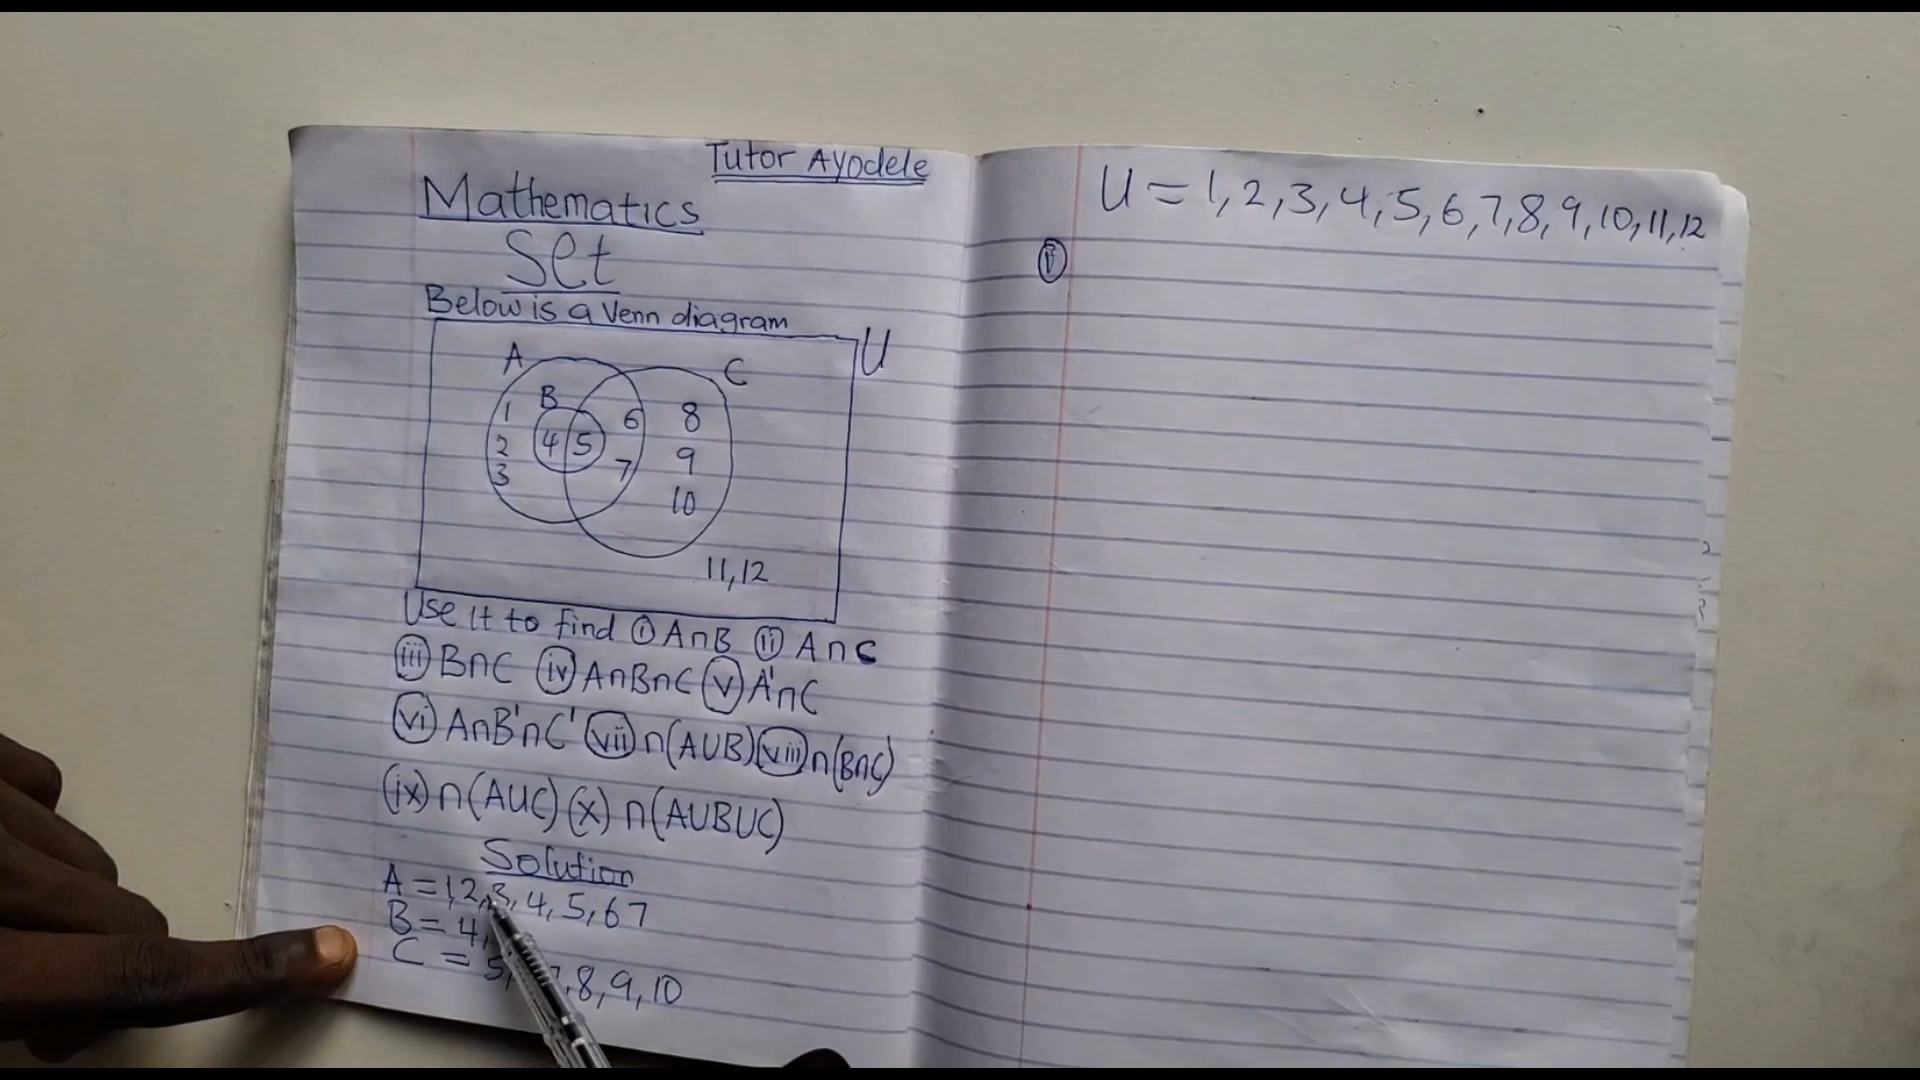 Tutor Ayodele
Mathematics
Set
Below is a Venn diagram
U
A
C
B
1
6
8
2
4
5
9
3
7
10
11,12
Use it to find (i) A∩B (ii) A∩C
(iii) B∩C (iv) A∩B∩C (v) A'∩C
(vi) A∩B'∩C' (vii) n(AUB) (viii) n(B∩C)
(ix) n(AUC) (x) n(AUBUC)
Solution
A = 1,2,3,4,5,6 7
B = 4,
C = 5, 7,8,9,10
U = 1,2,3,4,5,6,7,8,9,10,11,12